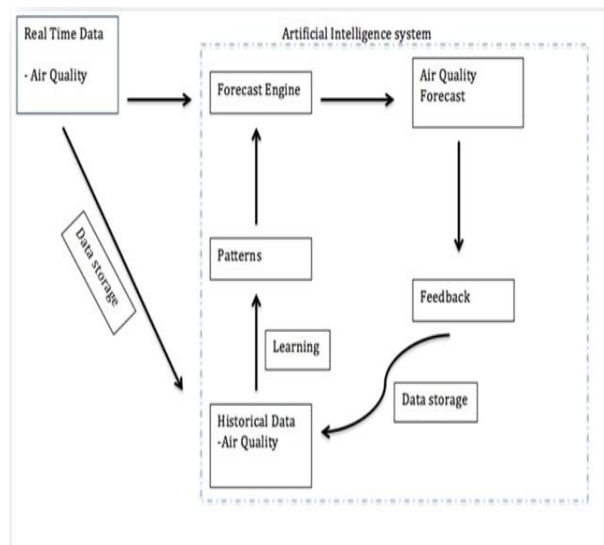 Real Time Data
- Air Quality
Artificial Intelligence system
Forecast Engine
Air Quality
Forecast
Data storage
Patterns
Feedback
Learning
Data storage
Historical Data
-Air Quality